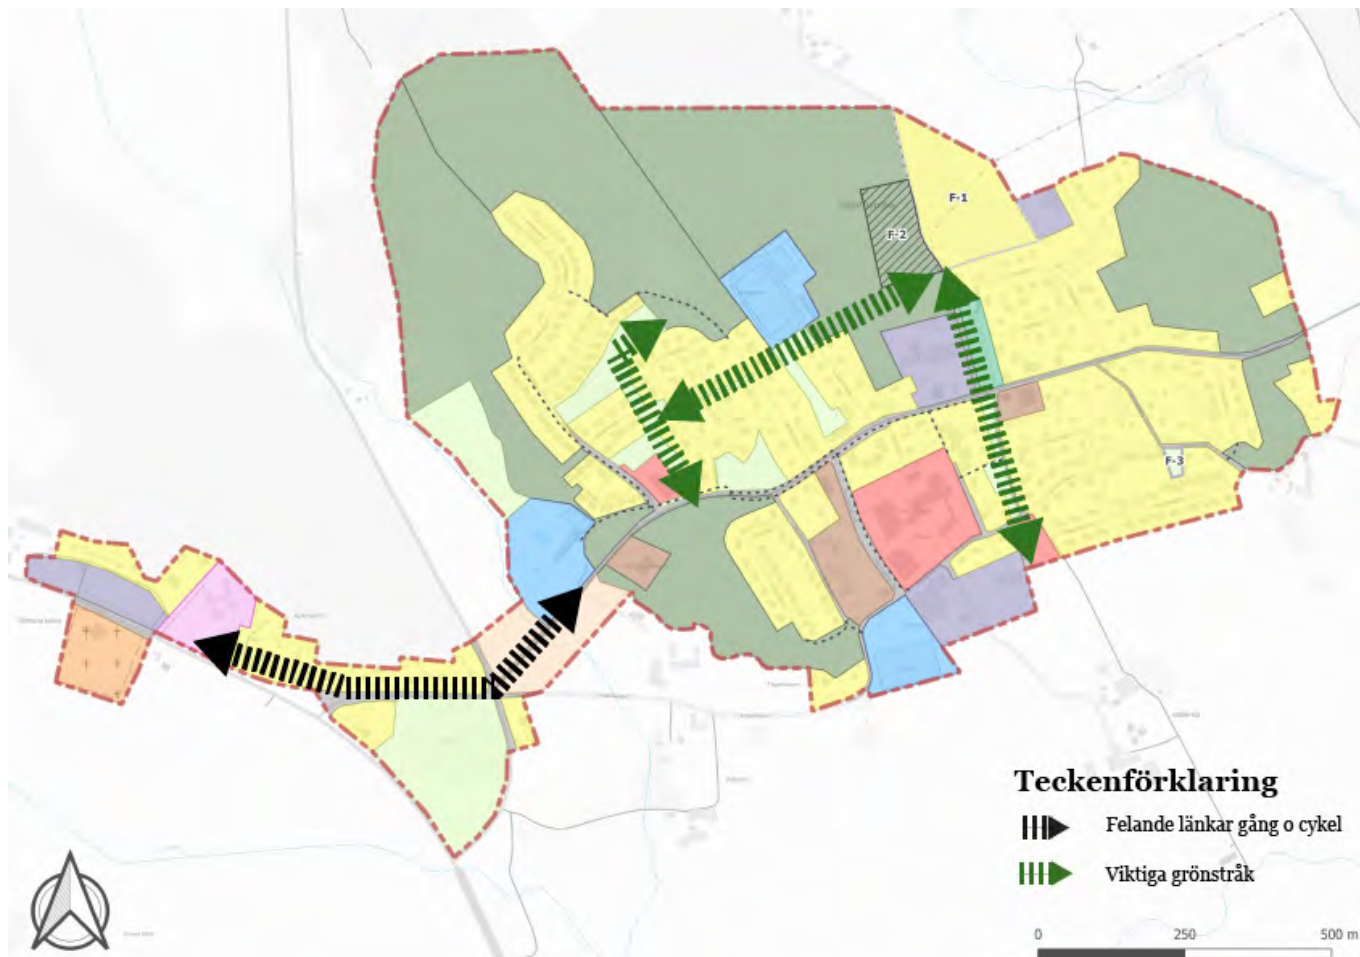 F-1
F-2
F-3
Teckenförklaring
Felande länkar gång o cykel
Viktiga grönstråk
0 250 500 m